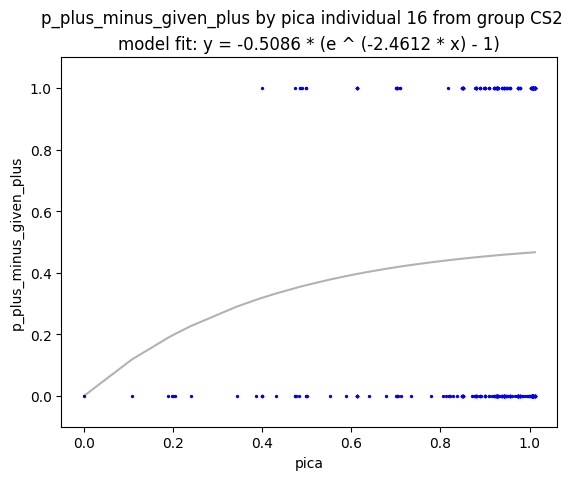 p_plus_minus_given_plus by pica individual 16 from group CS2
model fit: y = -0.5086 * (e ^ (-2.4612 * x) - 1)
1.0
0.8
0.6
0.4
0.2
0.0
p_plus_minus_given_plus
0.0 0.2 0.4 0.6 0.8 1.0
pica